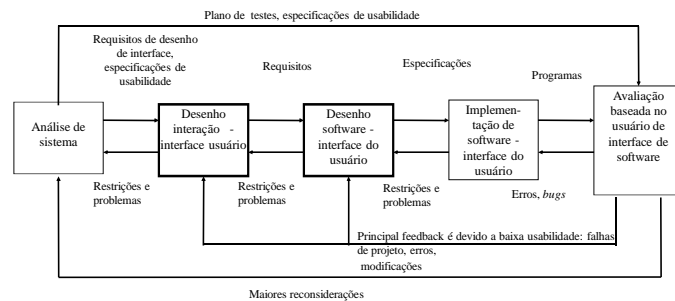 Plano de testes, especificações de usabilidade
Requisitos de desenho
de interface,
especificações de
usabilidade
Requisitos
Especificações
Programas
Análise de
sistema
Desenho
interação -
interface usuário
Desenho
software -
interface do
usuário
Implemen-
tação de
software -
interface do
usuário
Avaliação
baseada no
usuário de
interface de
software
Restrições e
problemas
Restrições e
problemas
Restrições e
problemas
Erros, bugs
Principal feedback é devido a baixa usabilidade: falhas
de projeto, erros,
modificações
Maiores reconsiderações